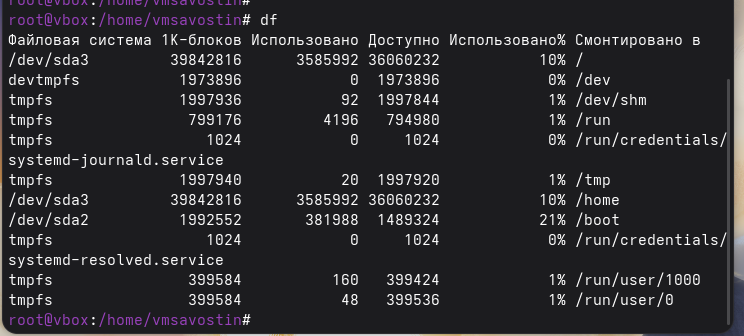 root@vbox:/home/vmsavostin#
root@vbox:/home/vmsavostin# df
Файловая система 1K-блоков Использовано Доступно Использовано% Смонтировано в
/dev/sda3 39842816 3585992 36060232 10% /
devtmpfs 1973896 0 1973896 0% /dev
tmpfs 1997936 92 1997844 1% /dev/shm
tmpfs 799176 4196 794980 1% /run
tmpfs 1024 0 1024 0% /run/credentials/
systemd-journald.service
tmpfs 1997940 20 1997920 1% /tmp
/dev/sda3 39842816 3585992 36060232 10% /home
/dev/sda2 1992552 381988 1489324 21% /boot
tmpfs 1024 0 1024 0% /run/credentials/
systemd-resolved.service
tmpfs 399584 160 399424 1% /run/user/1000
tmpfs 399584 48 399536 1% /run/user/0
root@vbox:/home/vmsavostin#